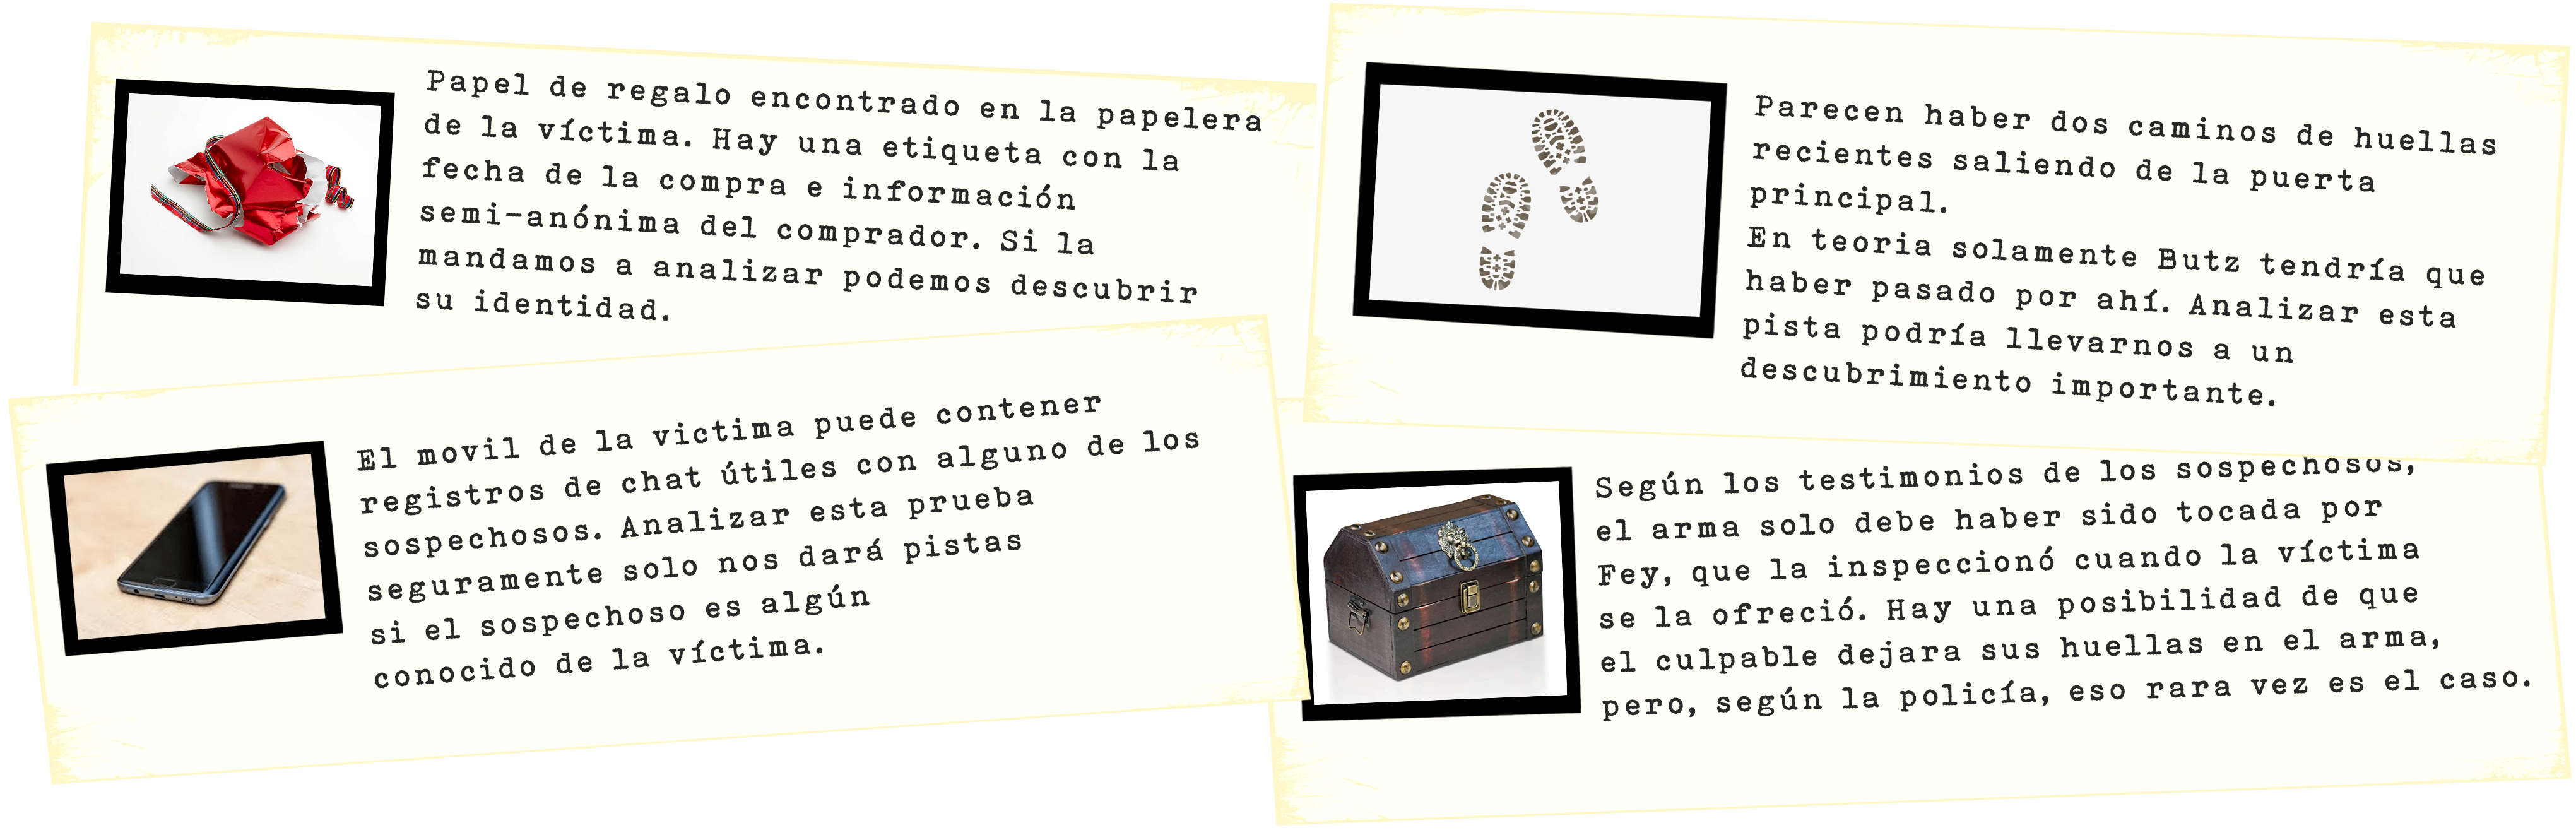 Papel de regalo encontrado en la papelera
de la víctima. Hay una etiqueta con la
fecha de la compra e información
semi-anónima del comprador. Si la
mandamos a analizar podemos descubrir
su identidad.
Parecen haber dos caminos de huellas
recientes saliendo de la puerta
principal.
En teoria solamente Butz tendría que
haber pasado por ahí. Analizar esta
pista podría llevarnos a un
descubrimiento importante.
El movil de la victima puede contener
registros de chat útiles con alguno de los
sospechosos. Analizar esta prueba
seguramente solo nos dará pistas
si el sospechoso es algún
conocido de la víctima.
Según los testimonios de los sospechosos,
el arma solo debe haber sido tocada por
Fey, que la inspeccionó cuando la víctima
se la ofreció. Hay una posibilidad de que
el culpable dejara sus huellas en el arma,
pero, según la policía, eso rara vez es el caso.